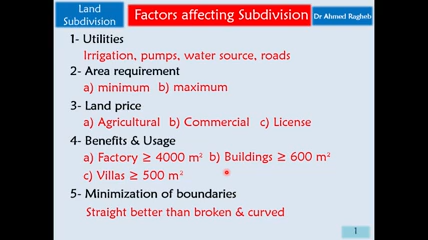 Land
Subdivision
Factors affecting Subdivision
Dr Ahmed Ragheb
1- Utilities
Irrigation, pumps, water source, roads
2- Area requirement
a) minimum b) maximum
3- Land price
a) Agricultural b) Commercial c) License
4- Benefits & Usage
a) Factory ≥ 4000 m² b) Buildings ≥ 600 m²
c) Villas ≥ 500 m²
5- Minimization of boundaries
Straight better than broken & curved
1